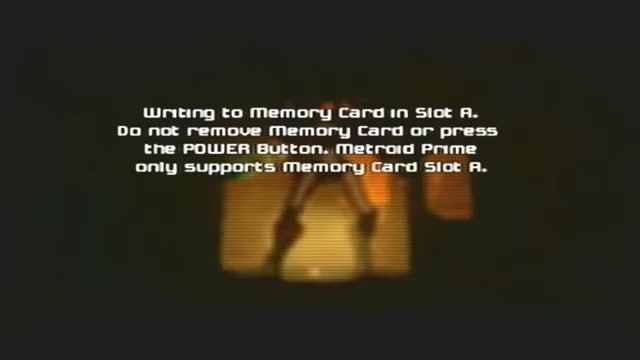 Writing to Memory Card in Slot A.
Do not remove Memory Card or press
the POWER Button. Metroid Prime
only supports Memory Card Slot A.